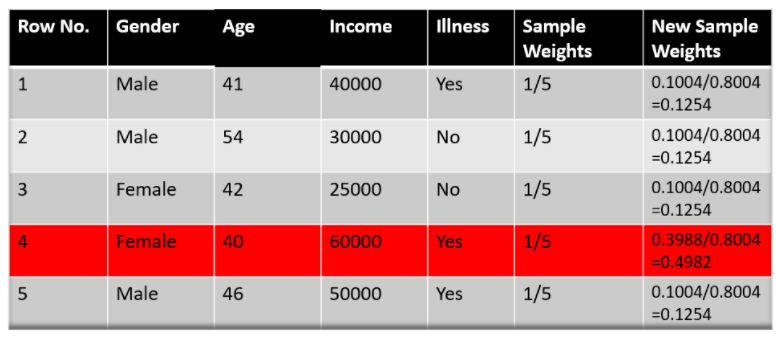 Row No. Gender Age Income Illness Sample Weights New Sample Weights
1 Male 41 40000 Yes 1/5 0.1004/0.8004 =0.1254
2 Male 54 30000 No 1/5 0.1004/0.8004 =0.1254
3 Female 42 25000 No 1/5 0.1004/0.8004 =0.1254
4 Female 40 60000 Yes 1/5 0.3988/0.8004 =0.4982
5 Male 46 50000 Yes 1/5 0.1004/0.8004 =0.1254